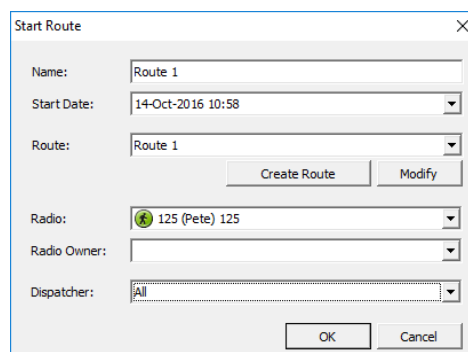 Start Route
Name: Route 1
Start Date: 14-Oct-2016 10:58
Route: Route 1
Create Route Modify
Radio: 125 (Pete) 125
Radio Owner:
Dispatcher: All
OK Cancel